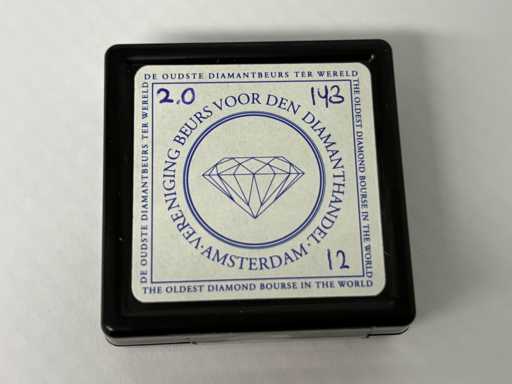 DE OUDSTE DIAMANTBEURS TER WERELD
DE OUDSTE DIAMANTBEURS TER WERELD
THE OLDEST DIAMOND BOURSE IN THE WORLD
2.0
143
VERENIGING BEURS VOOR DEN DIAMANTHANDEL
· AMSTERDAM ·
12
THE OLDEST DIAMOND BOURSE IN THE WORLD